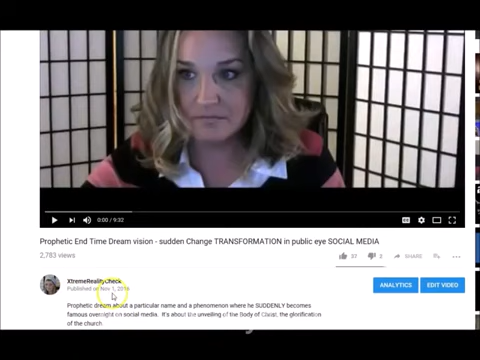 0:00 / 9:32
Prophetic End Time Dream vision - sudden Change TRANSFORMATION in public eye SOCIAL MEDIA
2,783 views
37
2
SHARE
XtremeRealityCheck
Published on Nov 1, 2016
ANALYTICS
EDIT VIDEO
Prophetic dream about a particular name and a phenomenon where he SUDDENLY becomes
famous overnight on social media. It's about the unveiling of the Body of Christ, the glorification
of the church